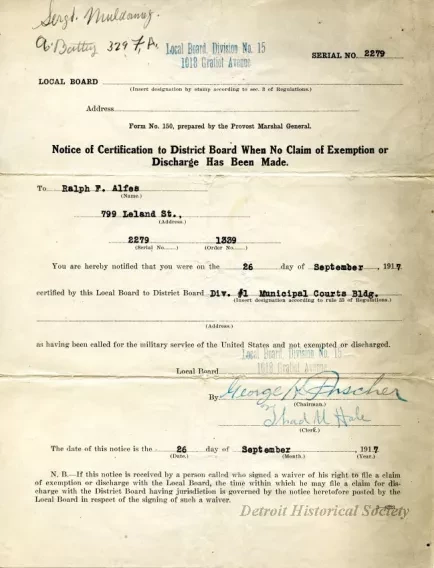 Sergt. Muldaney.
A Batty 329 F.A.
Local Board, Division No. 15
1818 Gratiot Avenue
SERIAL NO. 2279
LOCAL BOARD
(Insert designation by stamp according to sec. 3 of Regulations.)
Address
Form No. 150, prepared by the Provost Marshal General.
Notice of Certification to District Board When No Claim of Exemption or
Discharge Has Been Made.
To Ralph F. Alfes
(Name.)
799 Leland St.,
(Address.)
2279 1339
(Serial No......) (Order No......)
You are hereby notified that you were on the 26 day of September, 1917
certified by this Local Board to District Board Div. #1 Municipal Courts Bldg.
(Insert designation according to rule 25 of Regulations.)
(Address.)
as having been called for the military service of the United States and not exempted or discharged.
Local Board Division No. 15
Local Board 1818 Gratiot Avenue
By George
(Chairman.)
Thad M Hale
(Clerk.)
The date of this notice is the 26 day of September, 1917
(Date.) (Month.) (Year.)
N. B.—If this notice is received by a person called who signed a waiver of his right to file a claim
of exemption or discharge with the Local Board, the time within which he may file a claim for dis-
charge with the District Board having jurisdiction is governed by the notice heretofore posted by the
Local Board in respect of the signing of such a waiver.
Detroit Historical Society